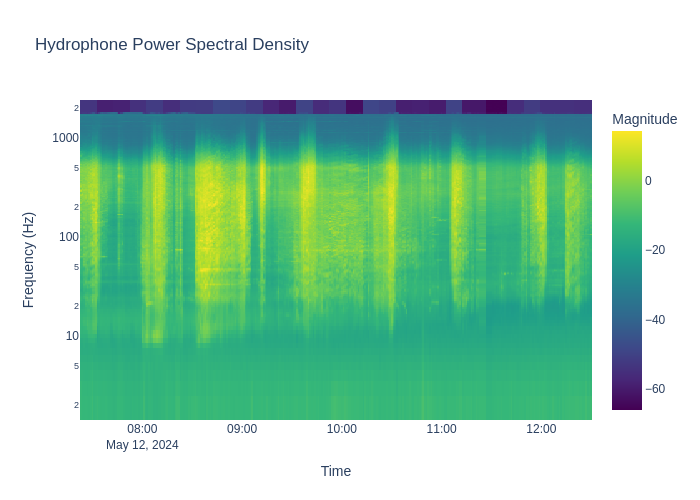 Hydrophone Power Spectral Density
Magnitude
2
1000
5
2
100
5
2
10
5
2
Frequency (Hz)
0
−20
−40
−60
08:00 09:00 10:00 11:00 12:00
May 12, 2024
Time